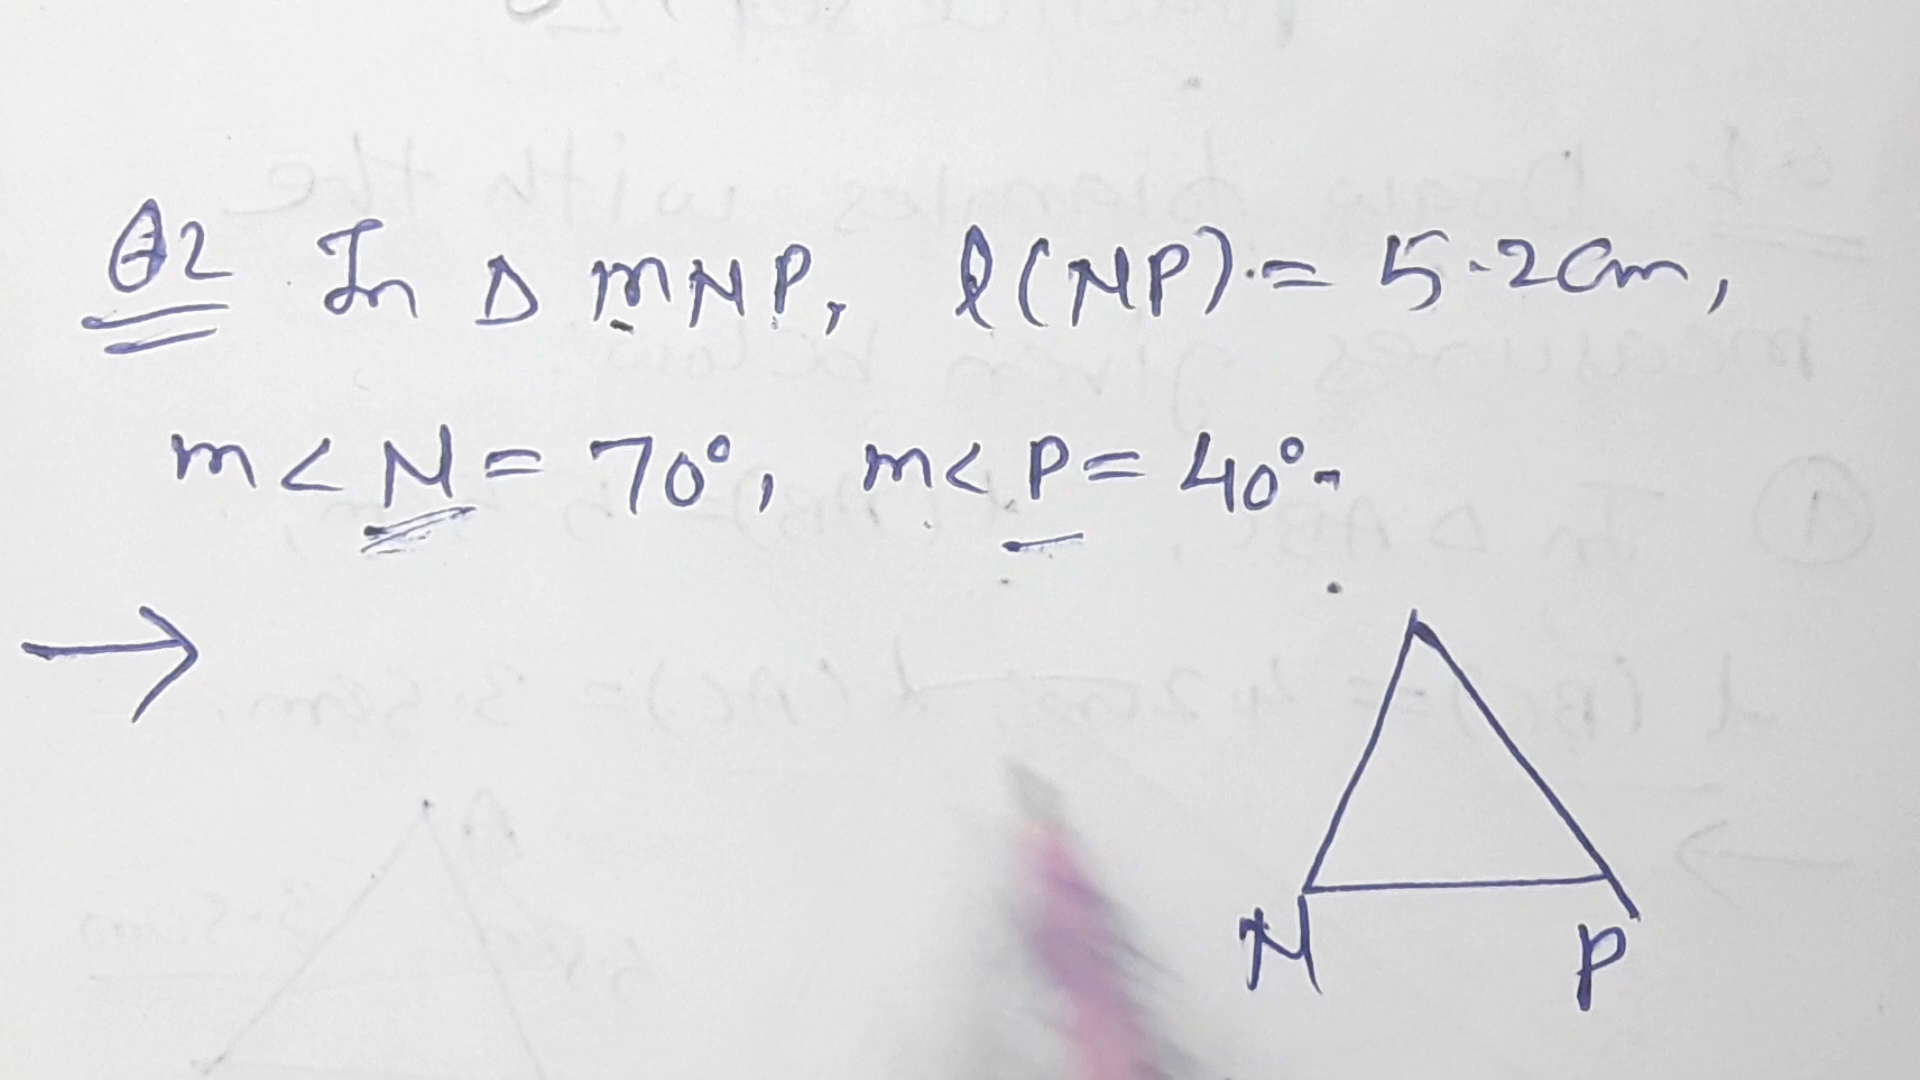 Q2 In Δ MNP, l(NP) = 5.2cm,
m< N = 70°, m< P = 40°.
→
N P